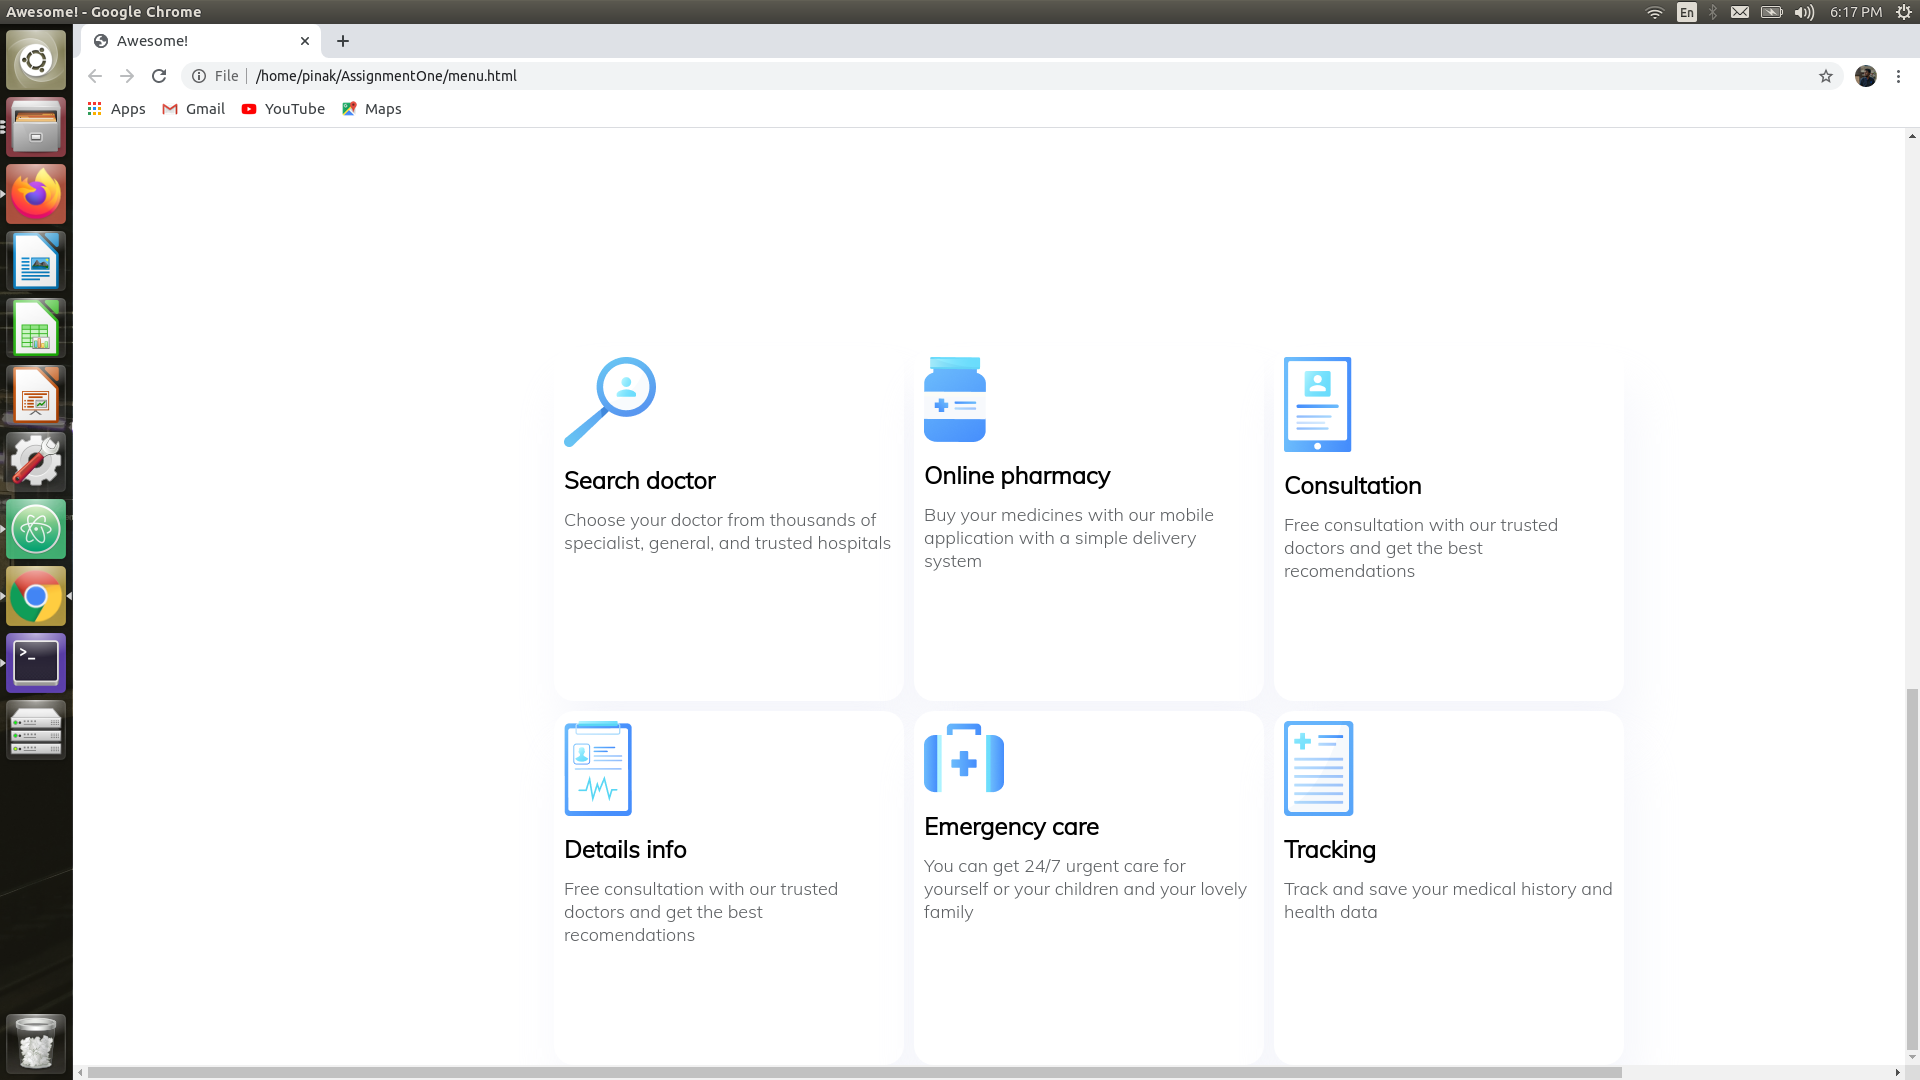 Awesome! - Google Chrome
En
6:17 PM
Awesome!
File
/home/pinak/AssignmentOne/menu.html
Apps
Gmail
YouTube
Maps
Search doctor
Choose your doctor from thousands of
specialist, general, and trusted hospitals
Online pharmacy
Buy your medicines with our mobile
application with a simple delivery
system
Consultation
Free consultation with our trusted
doctors and get the best
recomendations
Details info
Free consultation with our trusted
doctors and get the best
recomendations
Emergency care
You can get 24/7 urgent care for
yourself or your children and your lovely
family
Tracking
Track and save your medical history and
health data